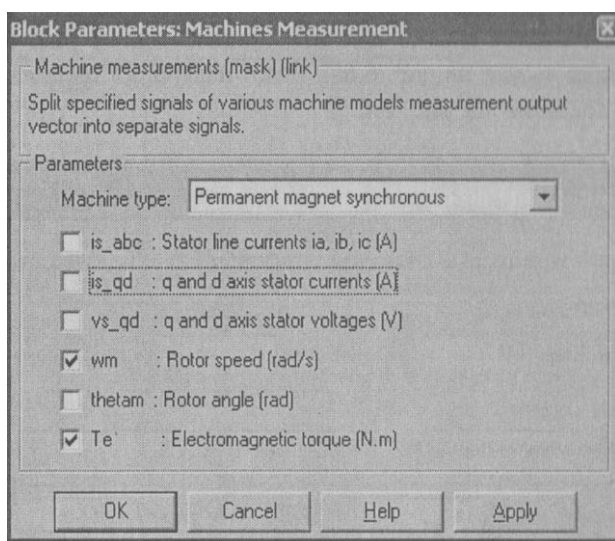 Block Parameters: Machines Measurement
Machine measurements (mask) (link)
Split specified signals of various machine models measurement output
vector into separate signals.
Parameters
Machine type: Permanent magnet synchronous
is_abc : Stator line currents ia, ib, ic (A)
is_qd : q and d axis stator currents (A)
vs_qd : q and d axis stator voltages (V)
wm : Rotor speed (rad/s)
thetam : Rotor angle (rad)
Te : Electromagnetic torque (N.m)
OK Cancel Help Apply